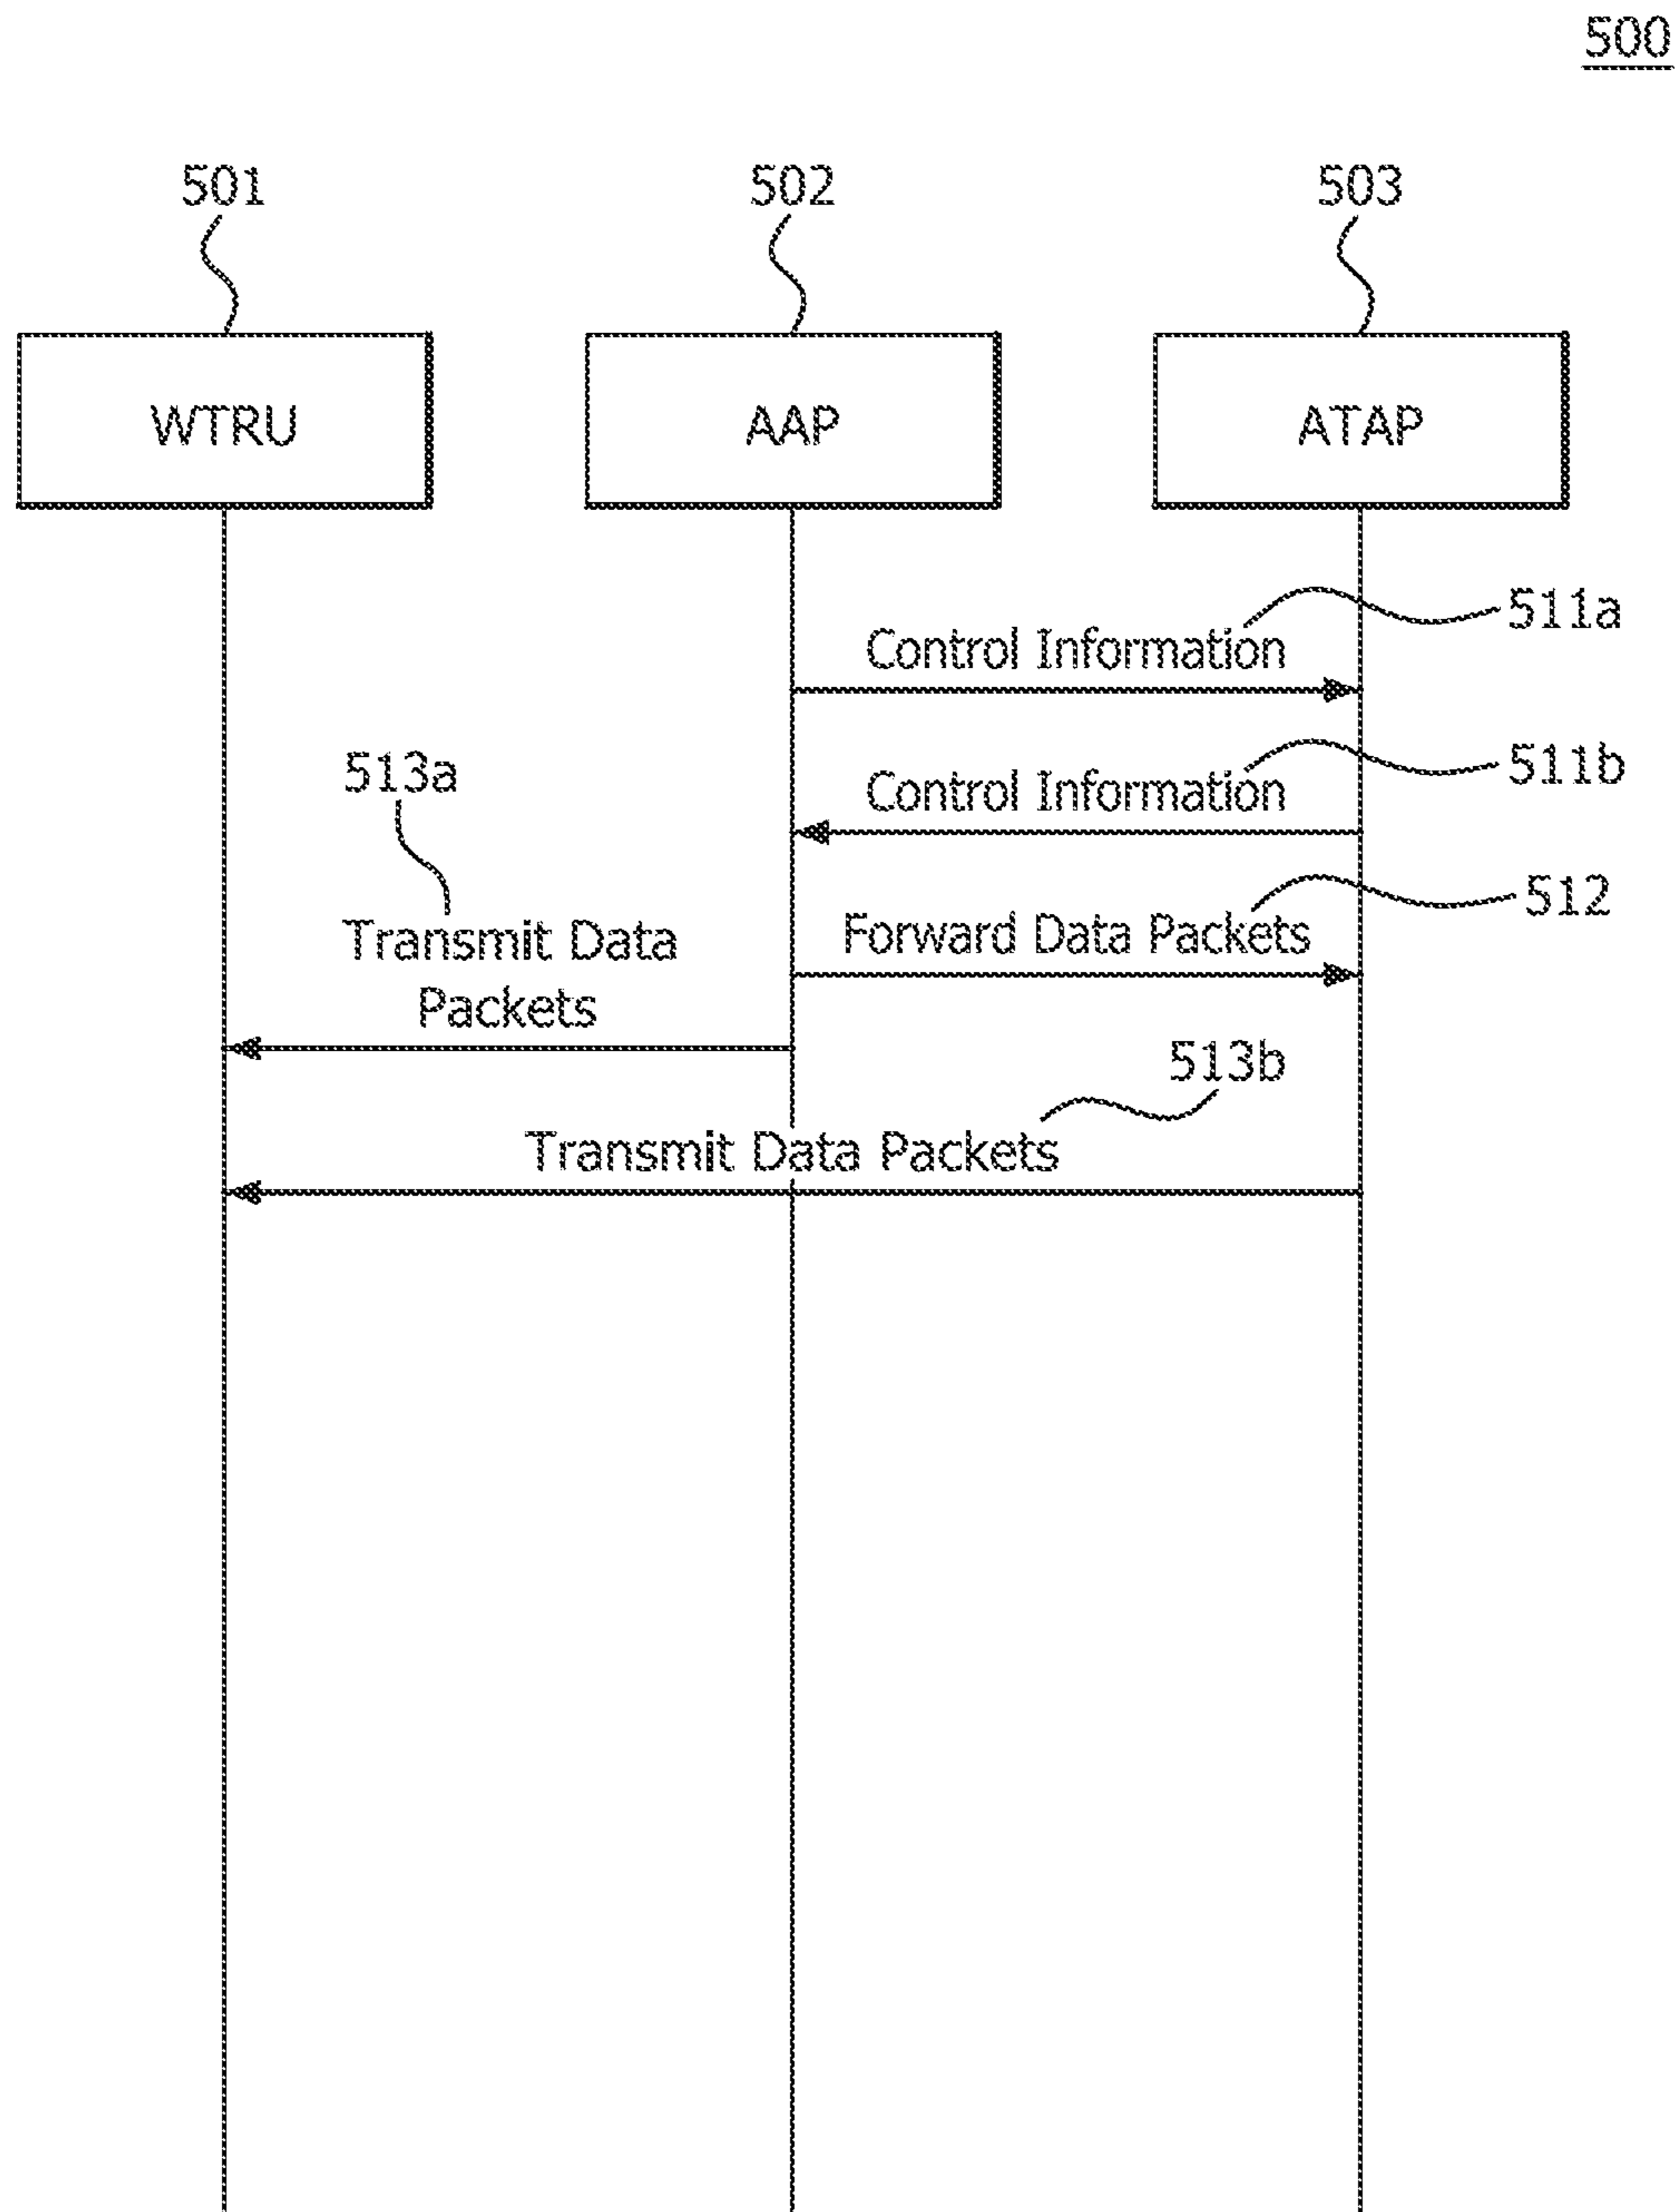 500
501
502
503
WTRU
AAP
ATAP
511a
Control Information
511b
Control Information
513a
512
Forward Data Packets
Transmit Data
Packets
513b
Transmit Data Packets